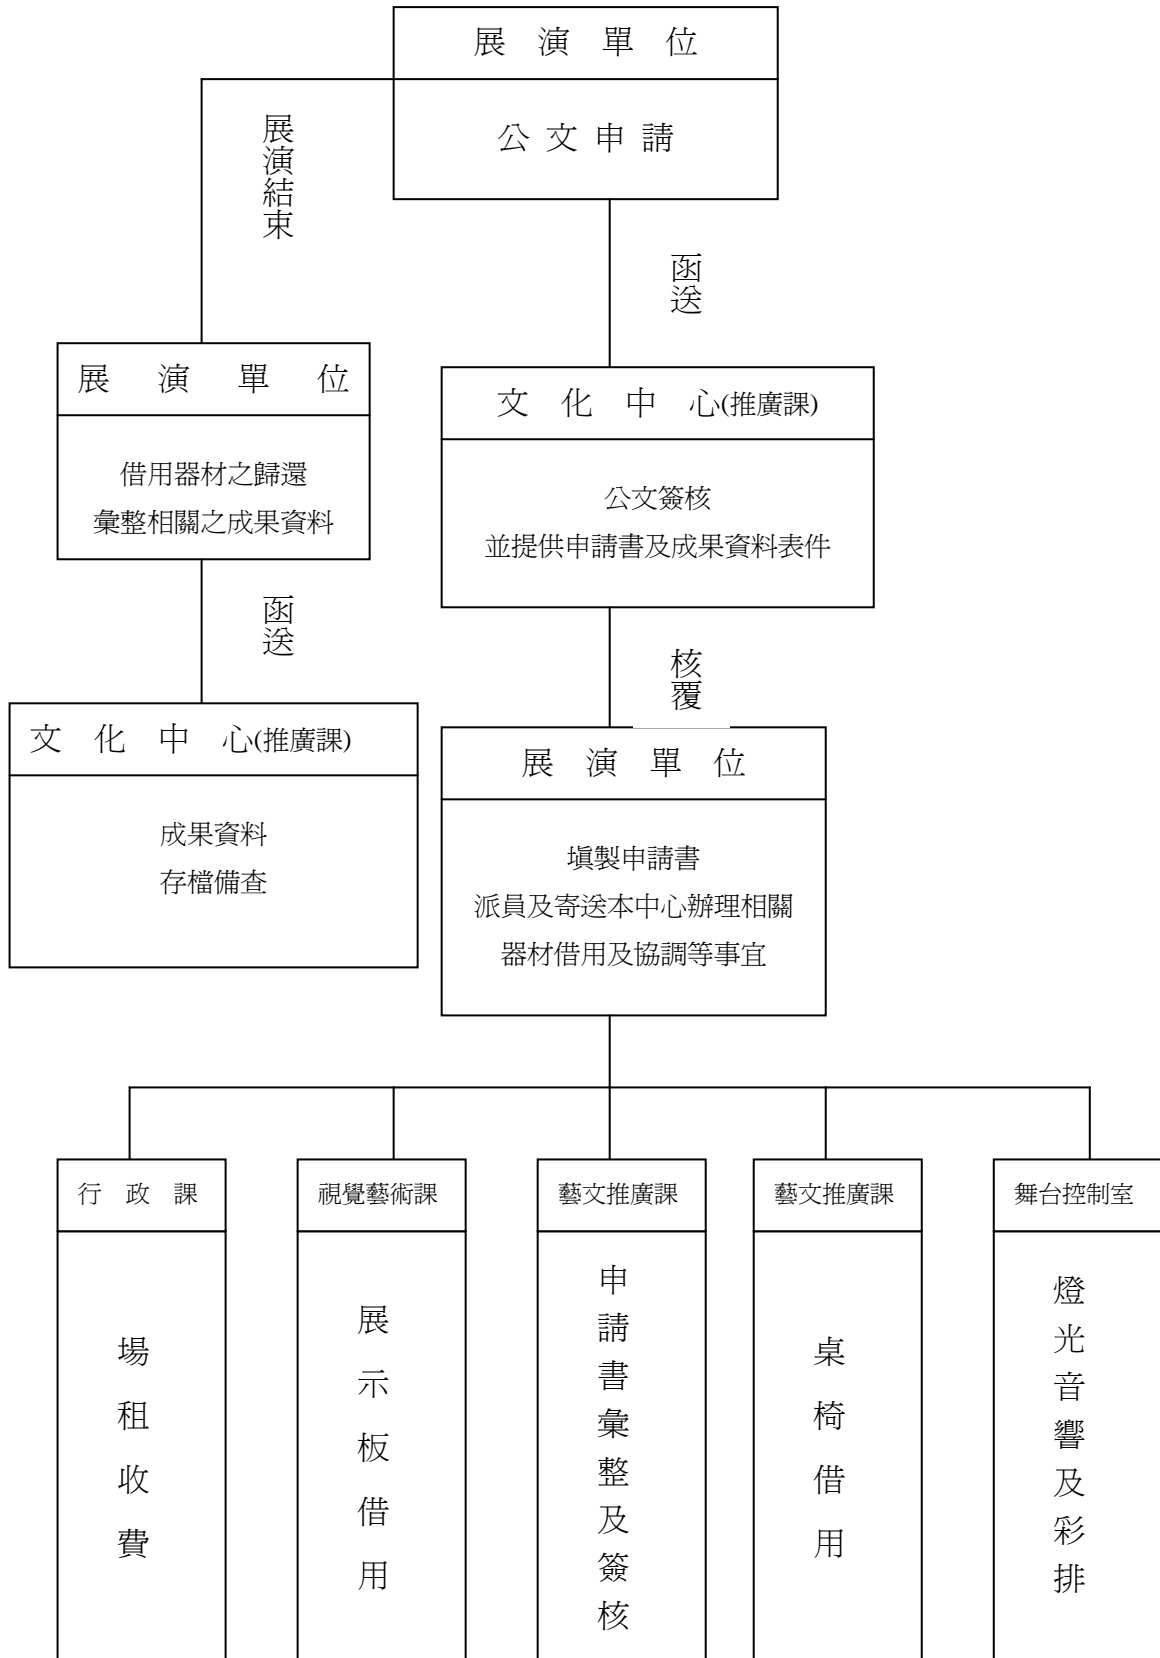 展演單位
公文申請
展演結束
函送
展演單位
借用器材之歸還
彙整相關之成果資料
文化中心(推廣課)
公文簽核
並提供申請書及成果資料表件
函送
核覆
文化中心(推廣課)
成果資料
存檔備查
展演單位
填製申請書
派員及寄送本中心辦理相關
器材借用及協調等事宜
行政課
場租收費
視覺藝術課
展示板借用
藝文推廣課
申請書彙整及簽核
藝文推廣課
桌椅借用
舞台控制室
燈光音響及彩排